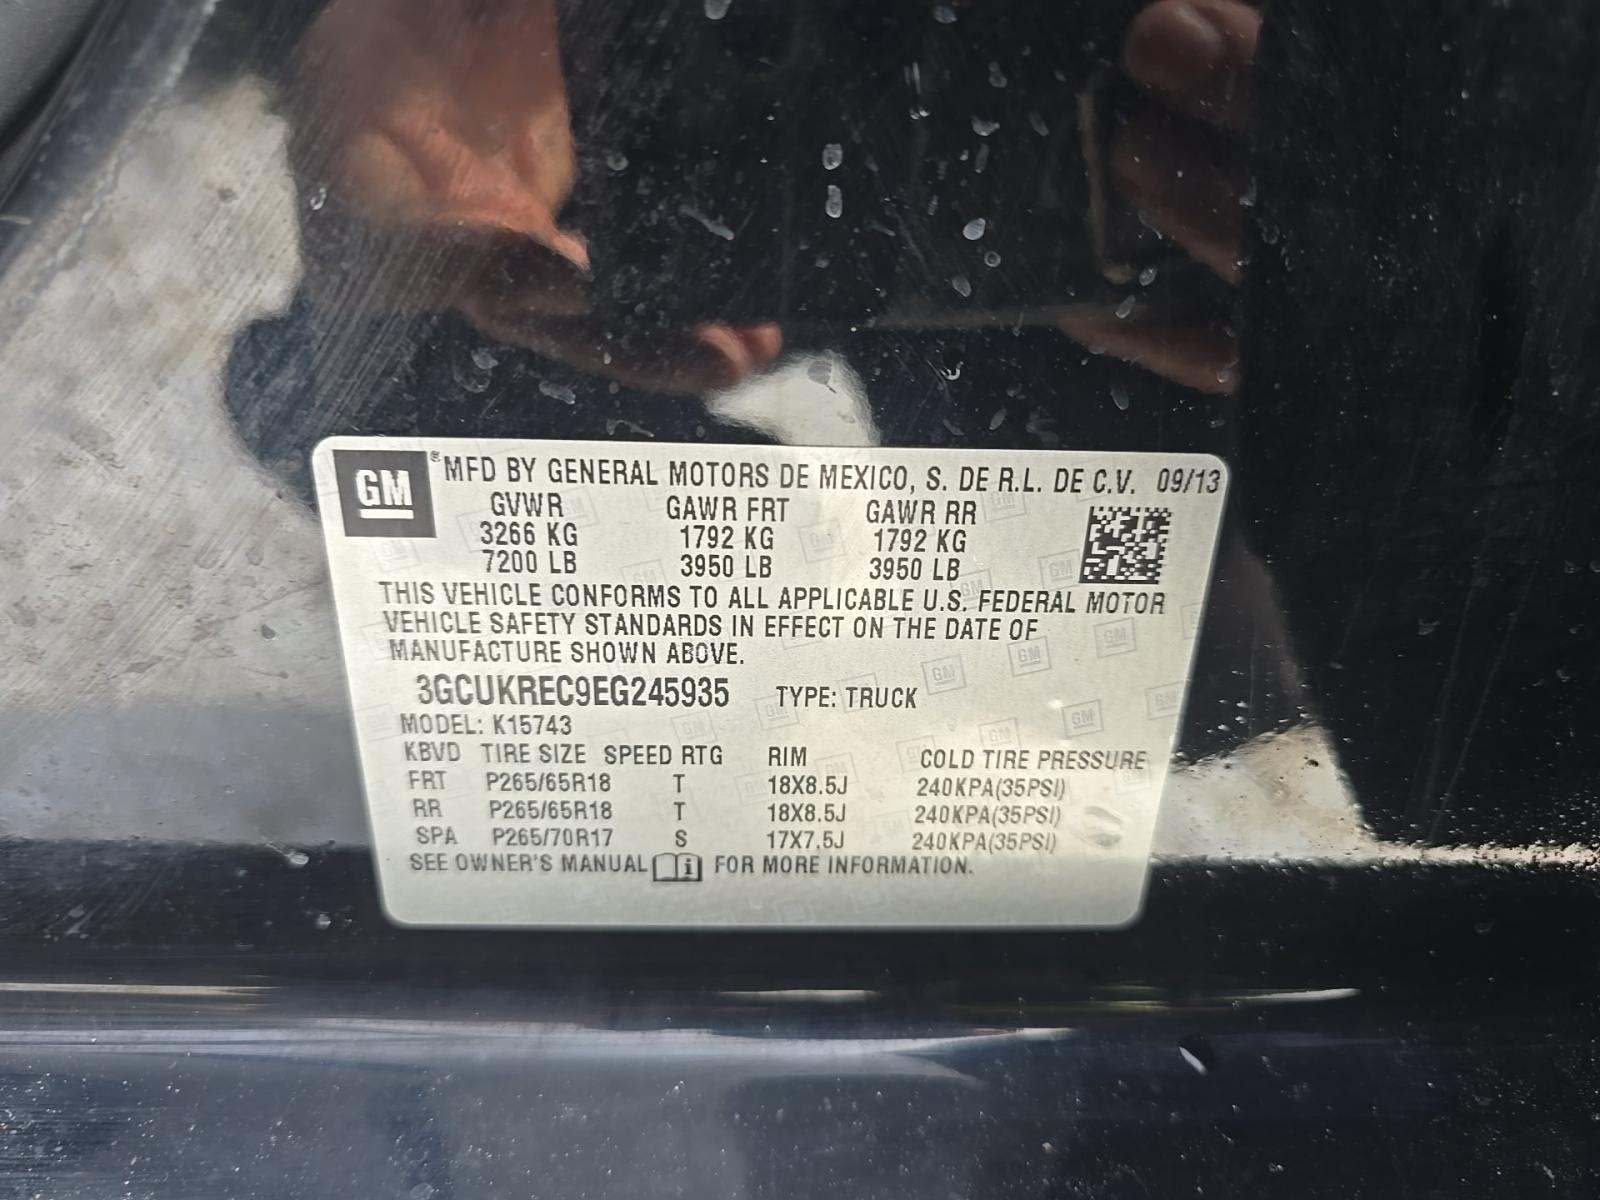 GM® MFD BY GENERAL MOTORS DE MEXICO, S. DE R.L. DE C.V. 09/13
GVWR GAWR FRT GAWR RR
3266 KG 1792 KG 1792 KG
7200 LB 3950 LB 3950 LB
THIS VEHICLE CONFORMS TO ALL APPLICABLE U.S. FEDERAL MOTOR
VEHICLE SAFETY STANDARDS IN EFFECT ON THE DATE OF
MANUFACTURE SHOWN ABOVE.
3GCUKREC9EG245935 TYPE: TRUCK
MODEL: K15743
KBVD TIRE SIZE SPEED RTG RIM COLD TIRE PRESSURE
FRT P265/65R18 T 18X8.5J 240KPA(35PSI)
RR P265/65R18 T 18X8.5J 240KPA(35PSI)
SPA P265/70R17 S 17X7.5J 240KPA(35PSI)
SEE OWNER'S MANUAL i FOR MORE INFORMATION.